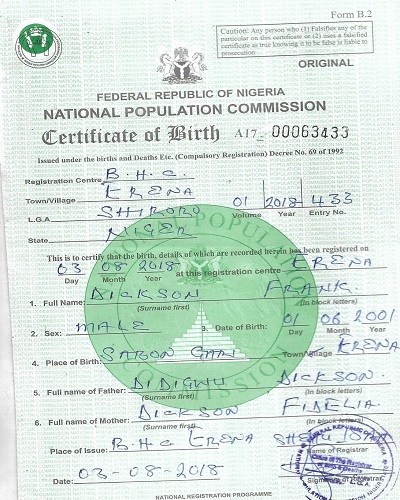 Form B.2
Caution: Any person who (1) Falsifies any of the
particular on this certificate or (2) uses a falsified
certificate as true knowing it to be false is liable to
prosecution
ORIGINAL
FEDERAL REPUBLIC OF NIGERIA
NATIONAL POPULATION COMMISSION
Certificate of Birth A17_ 00063433
Issued under the births and Deaths Etc. (Compulsory Registration) Decree No. 69 of 1992
Registration Centre B.H.C.
ERENA
Town/Village 01 2018 433
L.G.A SHIRORO Volume Year Entry No.
State NIGER
This is to certify that the birth, details of which are recorded herein has been registered on
03 08 2018 at this registration centre ERENA
Day Month Year
1. Full Name: DICKSON FRANK
(Surname first) (In block letters)
2. Sex: MALE 3. Date of Birth: 01 06 2001
Day Month Year
4. Place of Birth: SABON GARI Town/Village ERENA
5. Full name of Father: DIDIGWU DICKSON.
(Surname first) (In block letters)
6. Full name of Mother: DICKSON FIDELIA
(Surname first) (In block letters)
Place of Issue: B.H.C ERENA
Name of Registrar
Date: 03-08-2018
NATIONAL REGISTRATION PROGRAMME